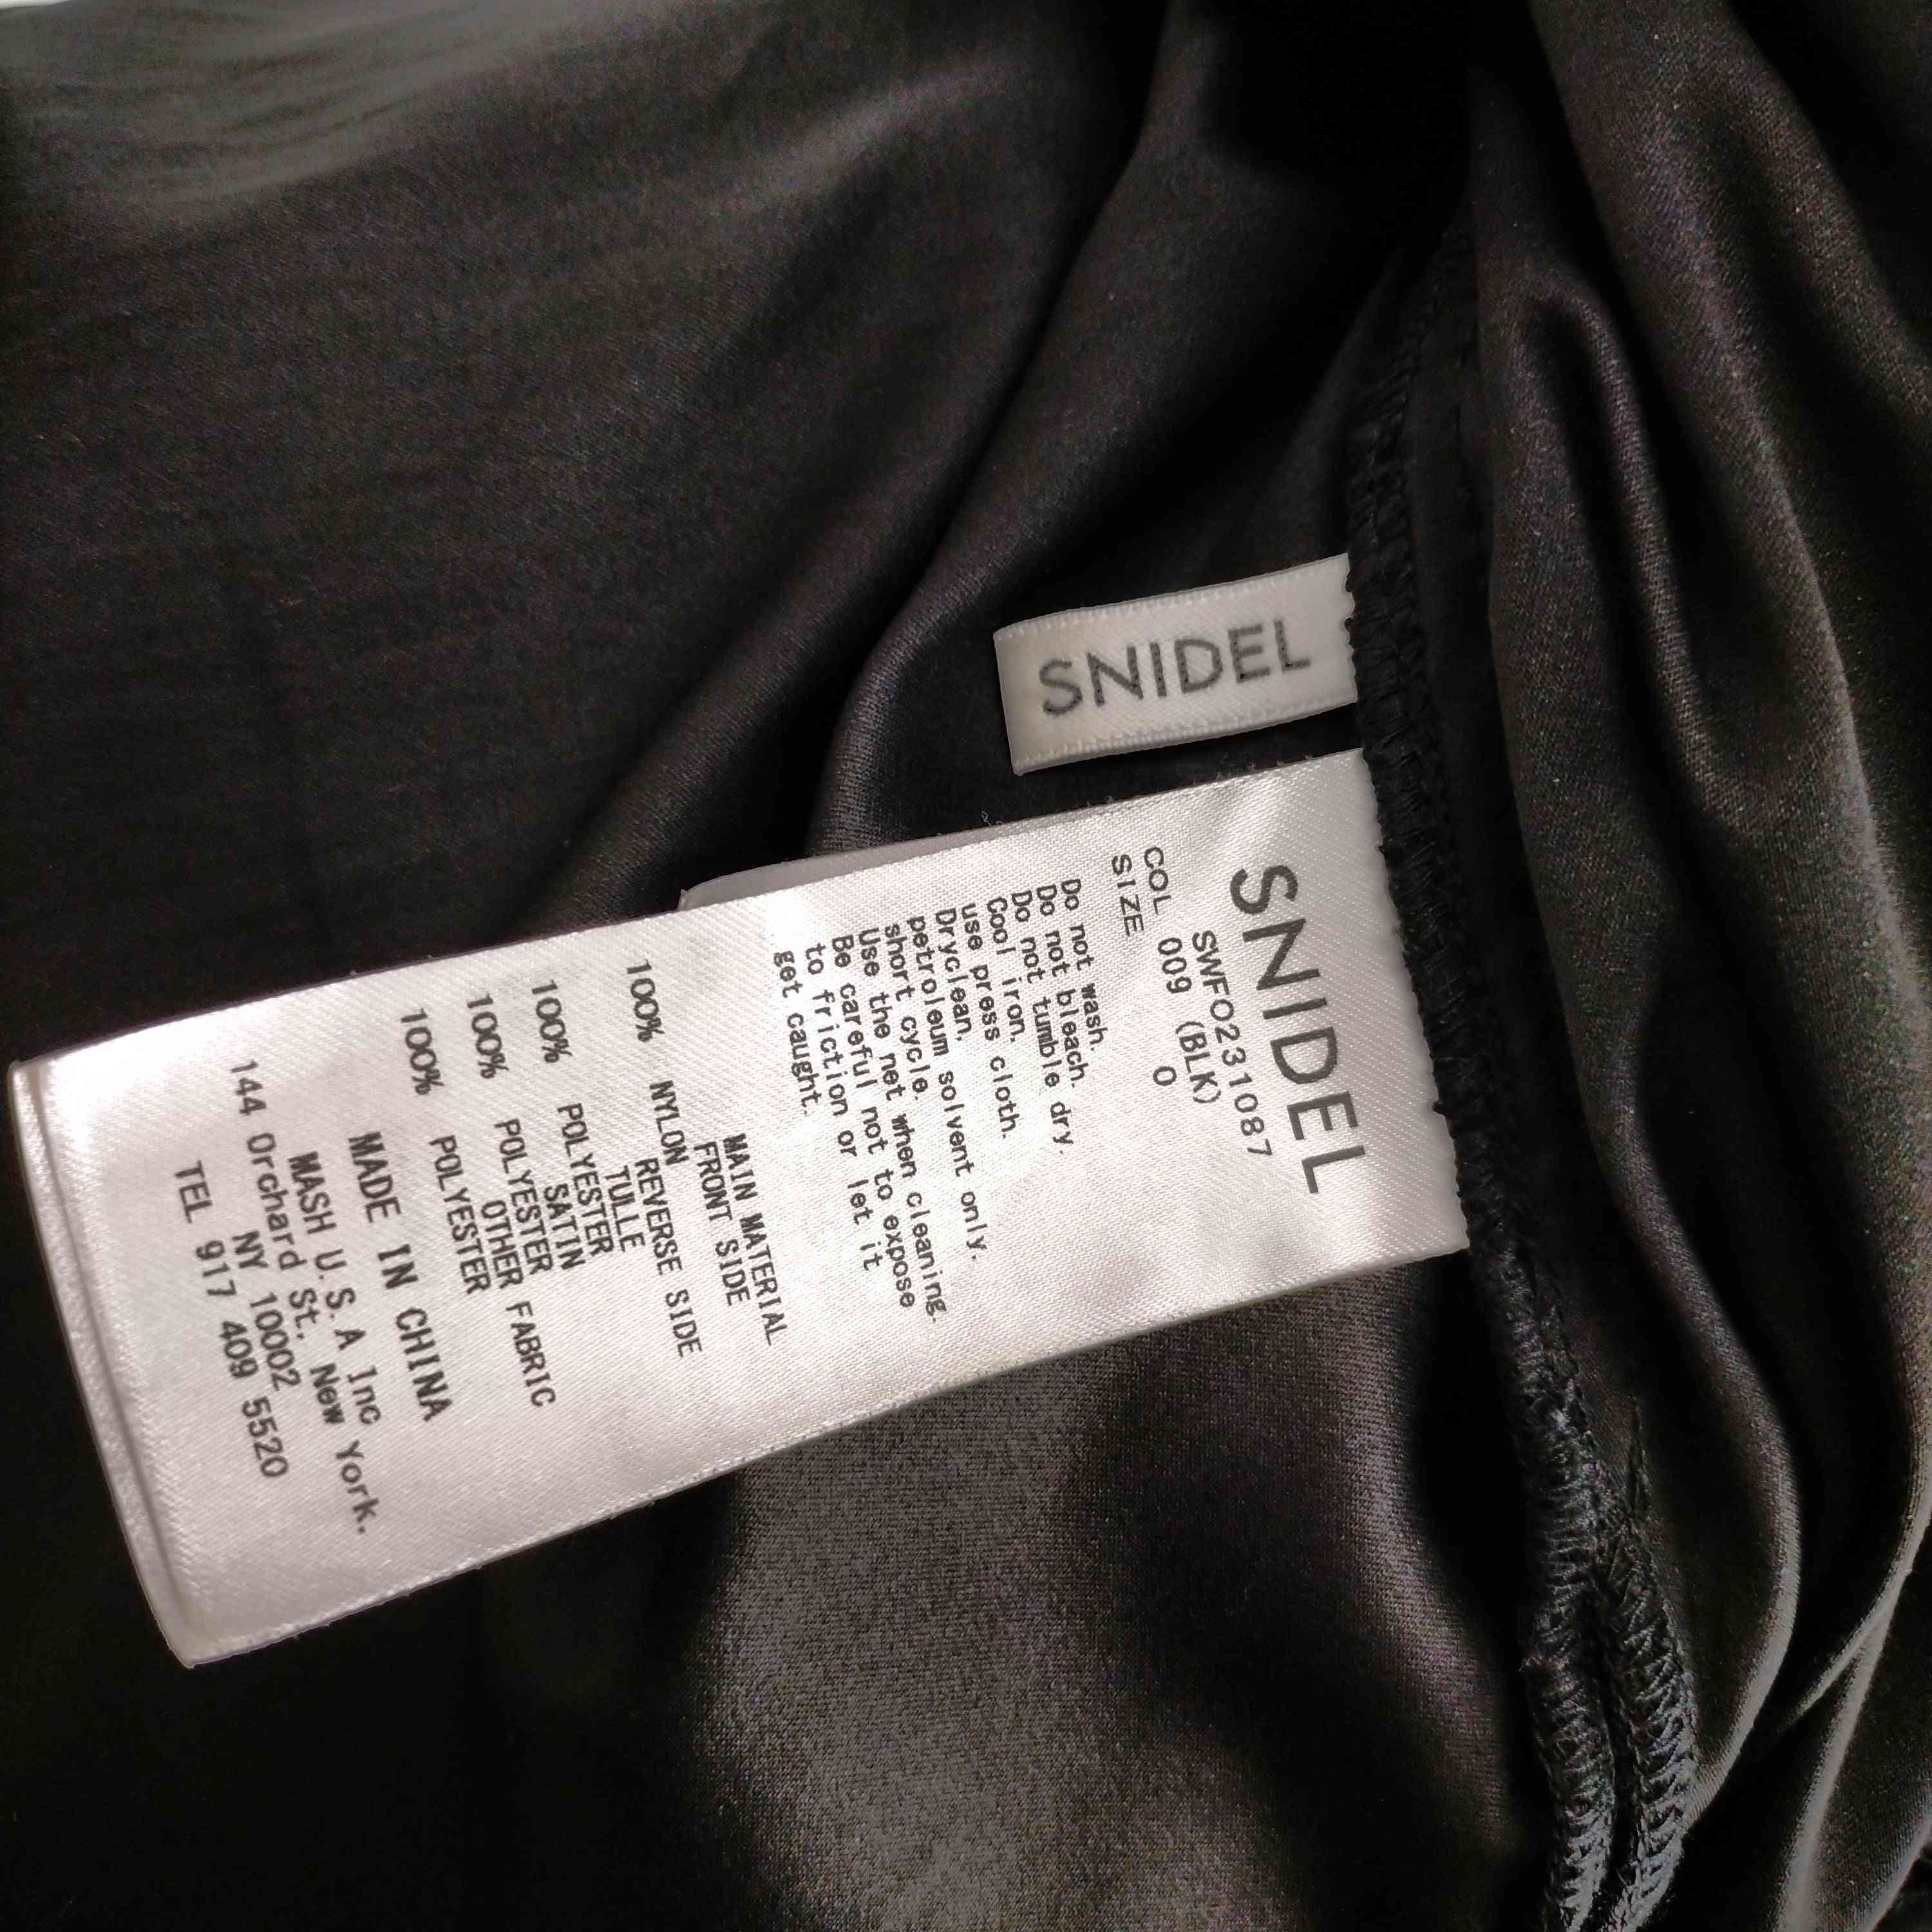 SNIDEL
SNIDEL
SWFO231087
COL 009 (BLK)
SIZE 0
Do not wash.
Do not bleach.
Do not tumble dry.
Cool iron.
use press cloth.
Dryclean.
petroleum solvent only.
short cycle.
Use the net when cleaning.
Be careful not to expose
to friction or let it
get caught.
MAIN MATERIAL
FRONT SIDE
100% NYLON
REVERSE SIDE
TULLE
100% POLYESTER
SATIN
100% POLYESTER
OTHER FABRIC
100% POLYESTER
MADE IN CHINA
MASH U.S.A Inc
144 Orchard St. New York.
NY 10002
TEL 917 409 5520